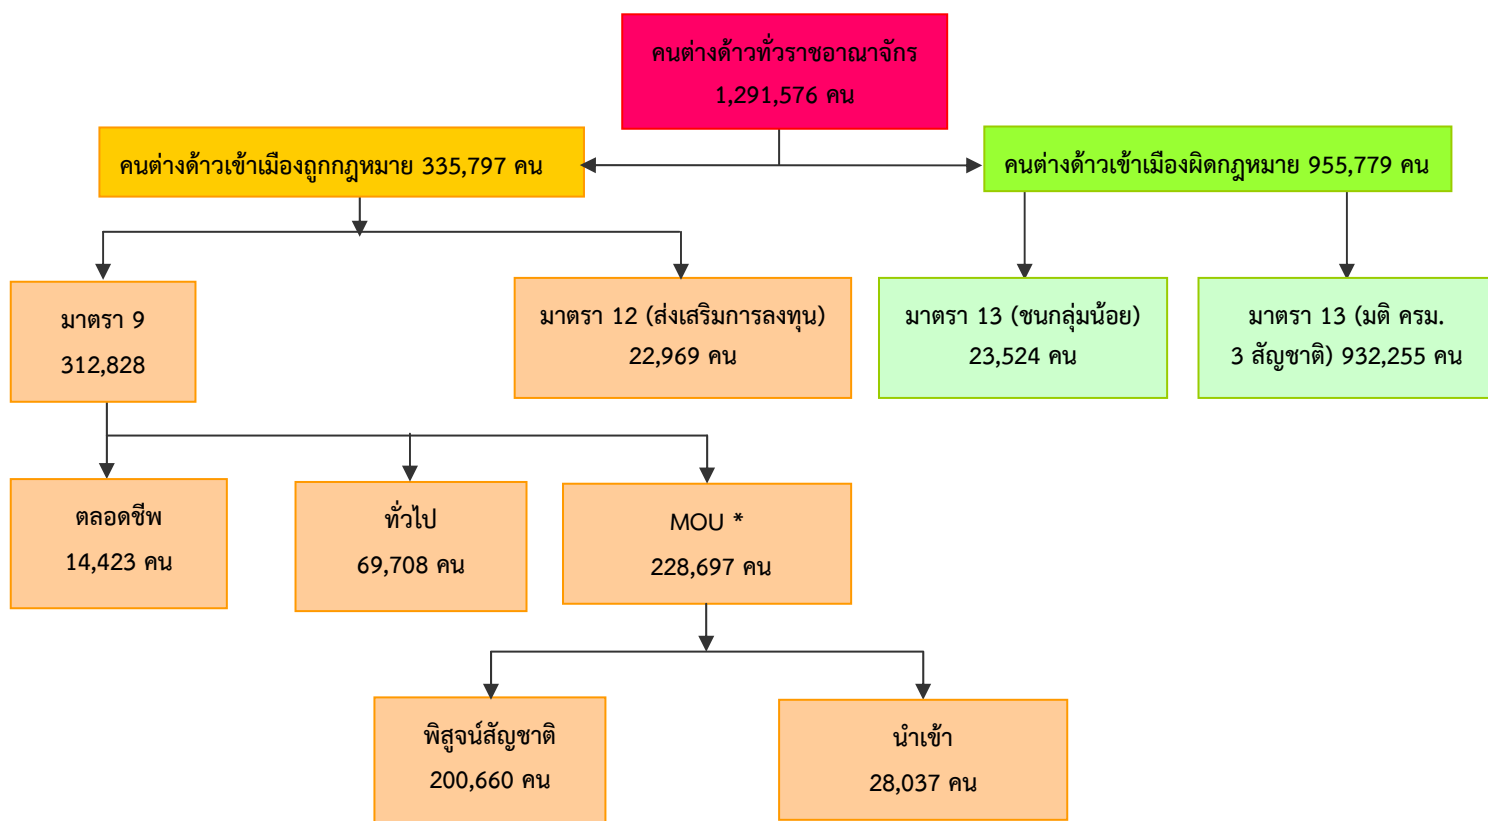 คนต่างด้าวทั่วราชอาณาจักร
1,291,576 คน
คนต่างด้าวเข้าเมืองถูกกฎหมาย 335,797 คน
คนต่างด้าวเข้าเมืองผิดกฎหมาย 955,779 คน
มาตรา 9
312,828
มาตรา 12 (ส่งเสริมการลงทุน)
22,969 คน
มาตรา 13 (ชนกลุ่มน้อย)
23,524 คน
มาตรา 13 (มติ ครม.
3 สัญชาติ) 932,255 คน
ตลอดชีพ
14,423 คน
ทั่วไป
69,708 คน
MOU *
228,697 คน
พิสูจน์สัญชาติ
200,660 คน
นำเข้า
28,037 คน